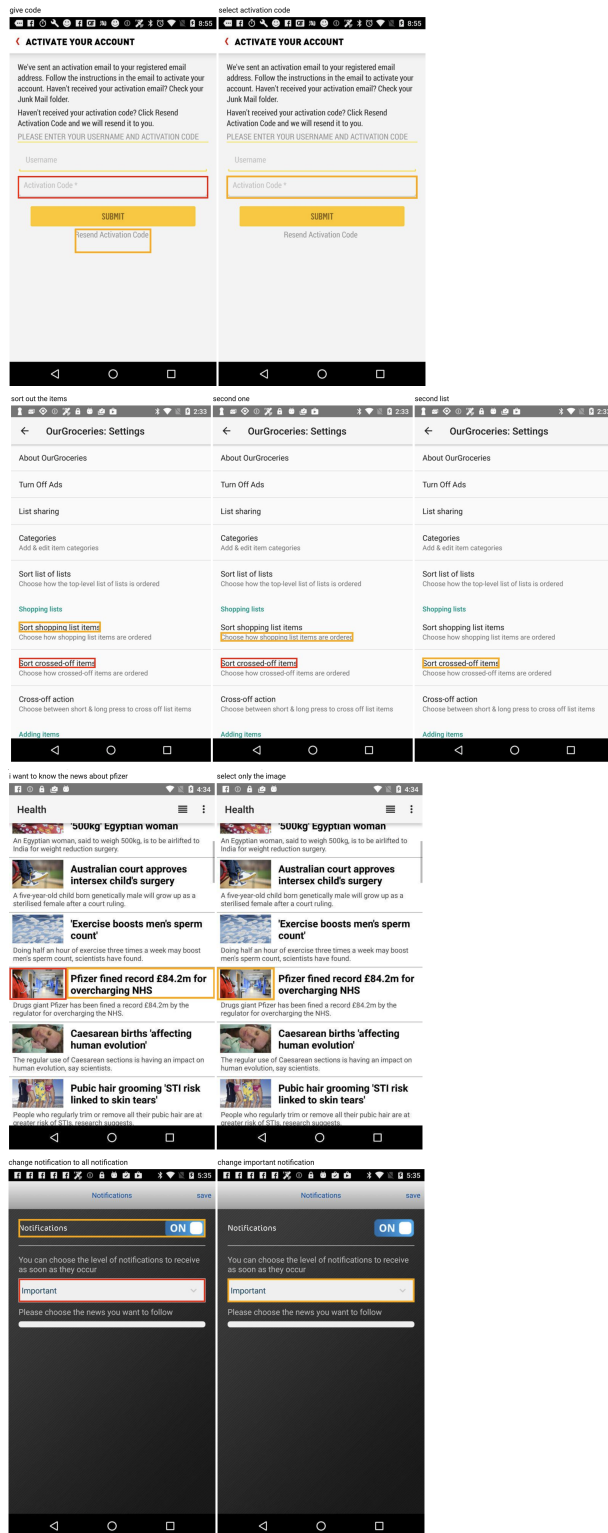 give code
8:55
ACTIVATE YOUR ACCOUNT
We've sent an activation email to your registered email
address. Follow the instructions in the email to activate your
account. Haven't received your activation email? Check your
Junk Mail folder.
Haven't received your activation code? Click Resend
Activation Code and we will resend it to you.
PLEASE ENTER YOUR USERNAME AND ACTIVATION CODE
Username
Activation Code *
SUBMIT
Resend Activation Code
select activation code
8:55
ACTIVATE YOUR ACCOUNT
We've sent an activation email to your registered email
address. Follow the instructions in the email to activate your
account. Haven't received your activation email? Check your
Junk Mail folder.
Haven't received your activation code? Click Resend
Activation Code and we will resend it to you.
PLEASE ENTER YOUR USERNAME AND ACTIVATION CODE
Username
Activation Code *
SUBMIT
Resend Activation Code
sort out the items
2:33
OurGroceries: Settings
About OurGroceries
Turn Off Ads
List sharing
Categories
Add & edit item categories
Sort list of lists
Choose how the top-level list of lists is ordered
Shopping lists
Sort shopping list items
Choose how shopping list items are ordered
Sort crossed-off items
Choose how crossed-off items are ordered
Cross-off action
Choose between short & long press to cross off list items
Adding items
second one
2:33
OurGroceries: Settings
About OurGroceries
Turn Off Ads
List sharing
Categories
Add & edit item categories
Sort list of lists
Choose how the top-level list of lists is ordered
Shopping lists
Sort shopping list items
Choose how shopping list items are ordered
Sort crossed-off items
Choose how crossed-off items are ordered
Cross-off action
Choose between short & long press to cross off list items
Adding items
second list
2:33
OurGroceries: Settings
About OurGroceries
Turn Off Ads
List sharing
Categories
Add & edit item categories
Sort list of lists
Choose how the top-level list of lists is ordered
Shopping lists
Sort shopping list items
Choose how shopping list items are ordered
Sort crossed-off items
Choose how crossed-off items are ordered
Cross-off action
Choose between short & long press to cross off list items
Adding items
i want to know the news about pfizer
4:34
Health
'500kg' Egyptian woman
An Egyptian woman, said to weigh 500kg, is to be airlifted to
India for weight reduction surgery.
Australian court approves
intersex child's surgery
A five-year-old child born genetically male will grow up as a
sterilised female after a court ruling.
'Exercise boosts men's sperm
count'
Doing half an hour of exercise three times a week may boost
men's sperm count, scientists have found.
Pfizer fined record £84.2m for
overcharging NHS
Drugs giant Pfizer has been fined a record £84.2m by the
regulator for overcharging the NHS.
Caesarean births 'affecting
human evolution'
The regular use of Caesarean sections is having an impact on
human evolution, say scientists.
Pubic hair grooming 'STI risk
linked to skin tears'
People who regularly trim or remove all their pubic hair are at
greater risk of STIs, research suggests.
select only the image
4:34
Health
'500kg' Egyptian woman
An Egyptian woman, said to weigh 500kg, is to be airlifted to
India for weight reduction surgery.
Australian court approves
intersex child's surgery
A five-year-old child born genetically male will grow up as a
sterilised female after a court ruling.
'Exercise boosts men's sperm
count'
Doing half an hour of exercise three times a week may boost
men's sperm count, scientists have found.
Pfizer fined record £84.2m for
overcharging NHS
Drugs giant Pfizer has been fined a record £84.2m by the
regulator for overcharging the NHS.
Caesarean births 'affecting
human evolution'
The regular use of Caesarean sections is having an impact on
human evolution, say scientists.
Pubic hair grooming 'STI risk
linked to skin tears'
People who regularly trim or remove all their pubic hair are at
greater risk of STIs, research suggests.
change notification to all notification
5:35
Notifications save
Notifications ON
You can choose the level of notifications to receive
as soon as they occur
Important
Please choose the news you want to follow
change important notification
5:35
Notifications save
Notifications ON
You can choose the level of notifications to receive
as soon as they occur
Important
Please choose the news you want to follow